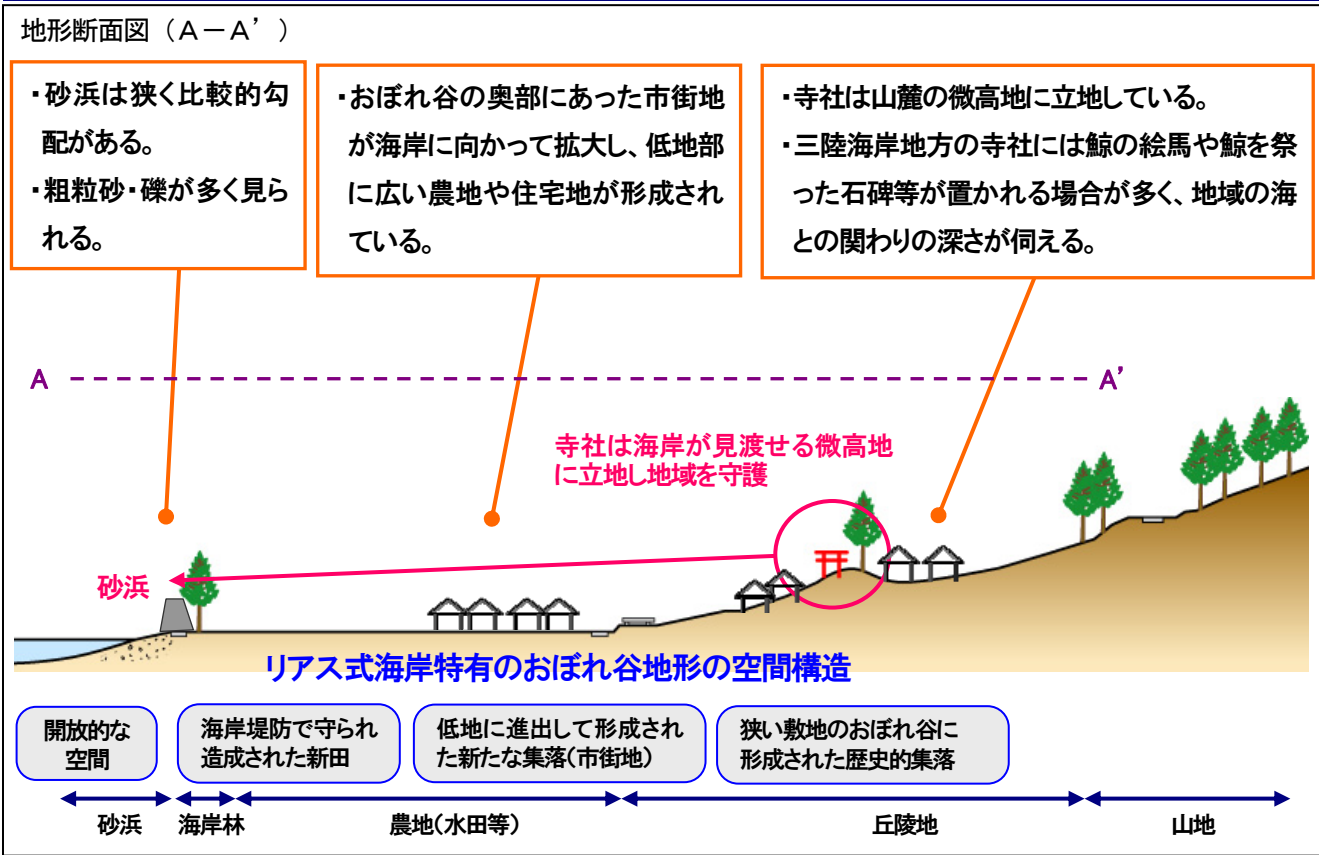 地形断面図（A－A’）
・砂浜は狭く比較的勾
配がある。
・粗粒砂・礫が多く見ら
れる。
・おぼれ谷の奥部にあった市街地
が海岸に向かって拡大し、低地部
に広い農地や住宅地が形成され
ている。
・寺社は山麓の微高地に立地している。
・三陸海岸地方の寺社には鯨の絵馬や鯨を祭
った石碑等が置かれる場合が多く、地域の海
との関わりの深さが伺える。
A
A’
寺社は海岸が見渡せる微高地
に立地し地域を守護
砂浜
リアス式海岸特有のおぼれ谷地形の空間構造
開放的な
空間
海岸堤防で守られ
造成された新田
低地に進出して形成され
た新たな集落(市街地)
狭い敷地のおぼれ谷に
形成された歴史的集落
砂浜
海岸林
農地(水田等)
丘陵地
山地